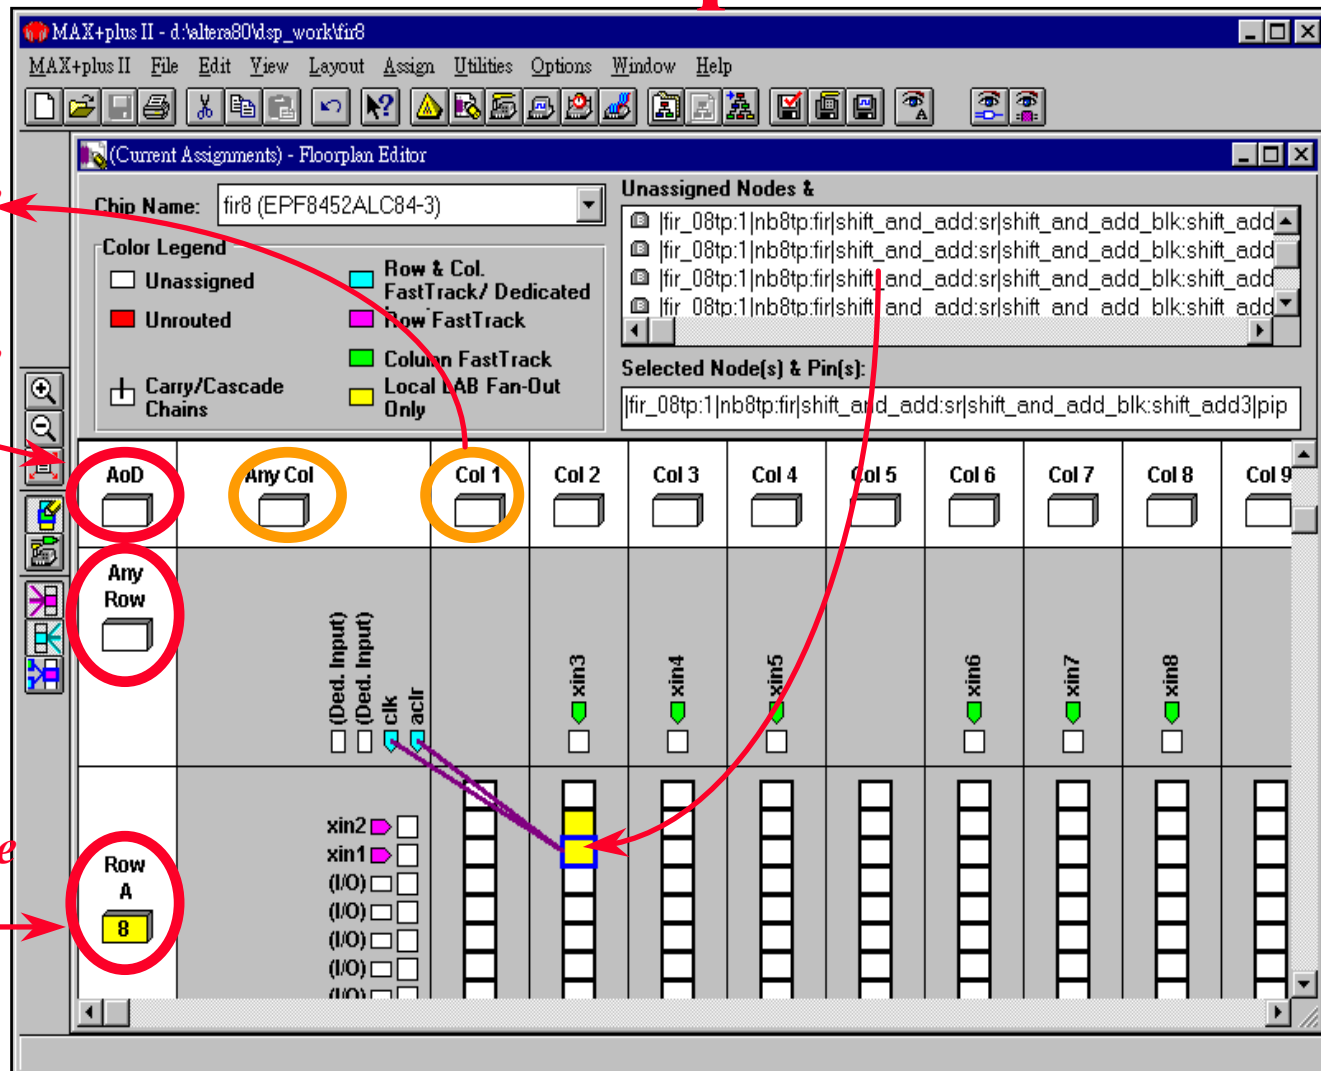 MAX+plus II - d:\altera80\dsp_work\fir8
MAX+plus II File Edit View Layout Assign Utilities Options Window Help
(Current Assignments) - Floorplan Editor
Chip Name: fir8 (EPF8452ALC84-3)
Color Legend
Unassigned
Unrouted
Carry/Cascade
Chains
Row & Col.
FastTrack/ Dedicated
Row FastTrack
Column FastTrack
Local LAB Fan-Out
Only
Unassigned Nodes &
|fir_08tp:1|nb8tp:fir|shift_and_add:sr|shift_and_add_blk:shift_add
|fir_08tp:1|nb8tp:fir|shift_and_add:sr|shift_and_add_blk:shift_add
|fir_08tp:1|nb8tp:fir|shift_and_add:sr|shift_and_add_blk:shift_add
|fir_08tp:1|nb8tp:fir|shift_and_add:sr|shift_and_add_blk:shift_add
Selected Node(s) & Pin(s):
|fir_08tp:1|nb8tp:fir|shift_and_add:sr|shift_and_add_blk:shift_add3|pip
AoD Any Col Col 1 Col 2 Col 3 Col 4 Col 5 Col 6 Col 7 Col 8 Col 9
Any
Row
(Ded. Input)
(Ded. Input)
clk
aclr
xin3
xin4
xin5
xin6
xin7
xin8
Row
A
8
xin2
xin1
(I/O)
(I/O)
(I/O)
(I/O)
(I/O)
e